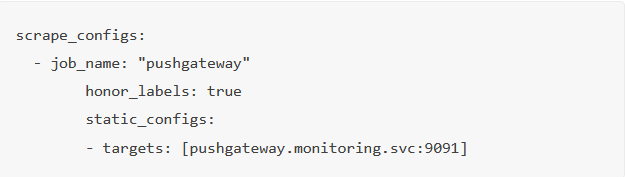 scrape_configs:
  - job_name: "pushgateway"
        honor_labels: true
        static_configs:
        - targets: [pushgateway.monitoring.svc:9091]